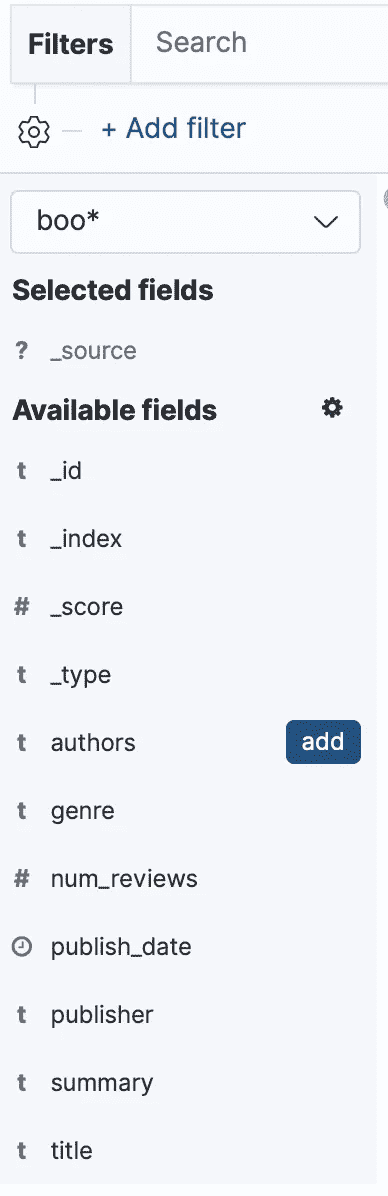 Filters Search
+ Add filter
boo*
Selected fields
? _source
Available fields
t _id
t _index
# _score
t _type
t authors add
t genre
# num_reviews
publish_date
t publisher
t summary
t title